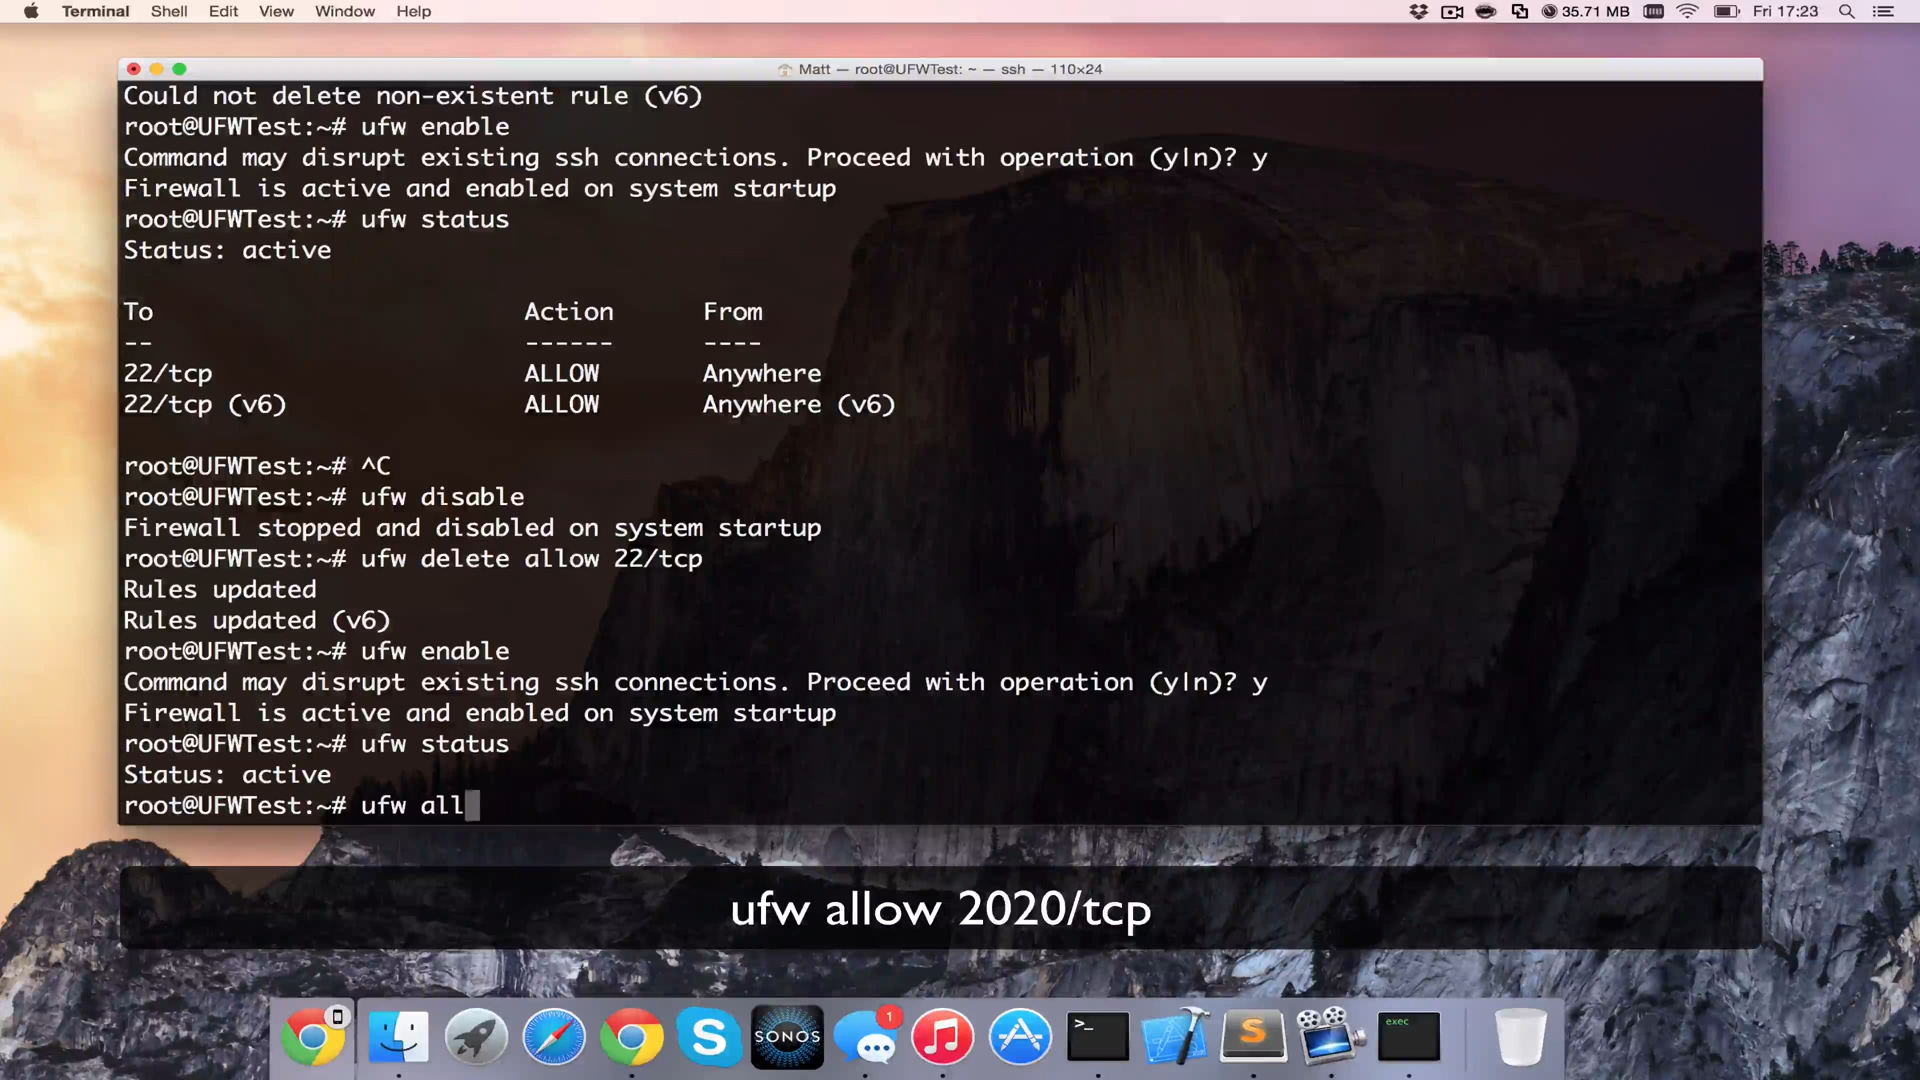 Terminal Shell Edit View Window Help 35.71 MB Fri 17:23
Matt — root@UFWTest: ~ — ssh — 110×24
Could not delete non-existent rule (v6)
root@UFWTest:~# ufw enable
Command may disrupt existing ssh connections. Proceed with operation (y|n)? y
Firewall is active and enabled on system startup
root@UFWTest:~# ufw status
Status: active
To Action From
-- ------ ----
22/tcp ALLOW Anywhere
22/tcp (v6) ALLOW Anywhere (v6)
root@UFWTest:~# ^C
root@UFWTest:~# ufw disable
Firewall stopped and disabled on system startup
root@UFWTest:~# ufw delete allow 22/tcp
Rules updated
Rules updated (v6)
root@UFWTest:~# ufw enable
Command may disrupt existing ssh connections. Proceed with operation (y|n)? y
Firewall is active and enabled on system startup
root@UFWTest:~# ufw status
Status: active
root@UFWTest:~# ufw all
ufw allow 2020/tcp
S SONOS 1 >_ S exec